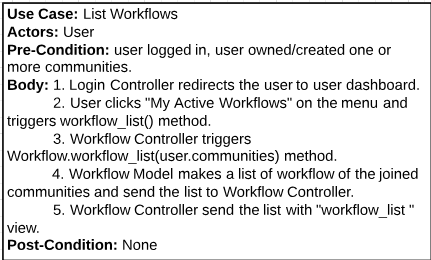 Use Case: List Workflows
Actors: User
Pre-Condition: user logged in, user owned/created one or
more communities.
Body: 1. Login Controller redirects the user to user dashboard.
2. User clicks "My Active Workflows" on the menu and
triggers workflow_list() method.
3. Workflow Controller triggers
Workflow.workflow_list(user.communities) method.
4. Workflow Model makes a list of workflow of the joined
communities and send the list to Workflow Controller.
5. Workflow Controller send the list with "workflow_list "
view.
Post-Condition: None